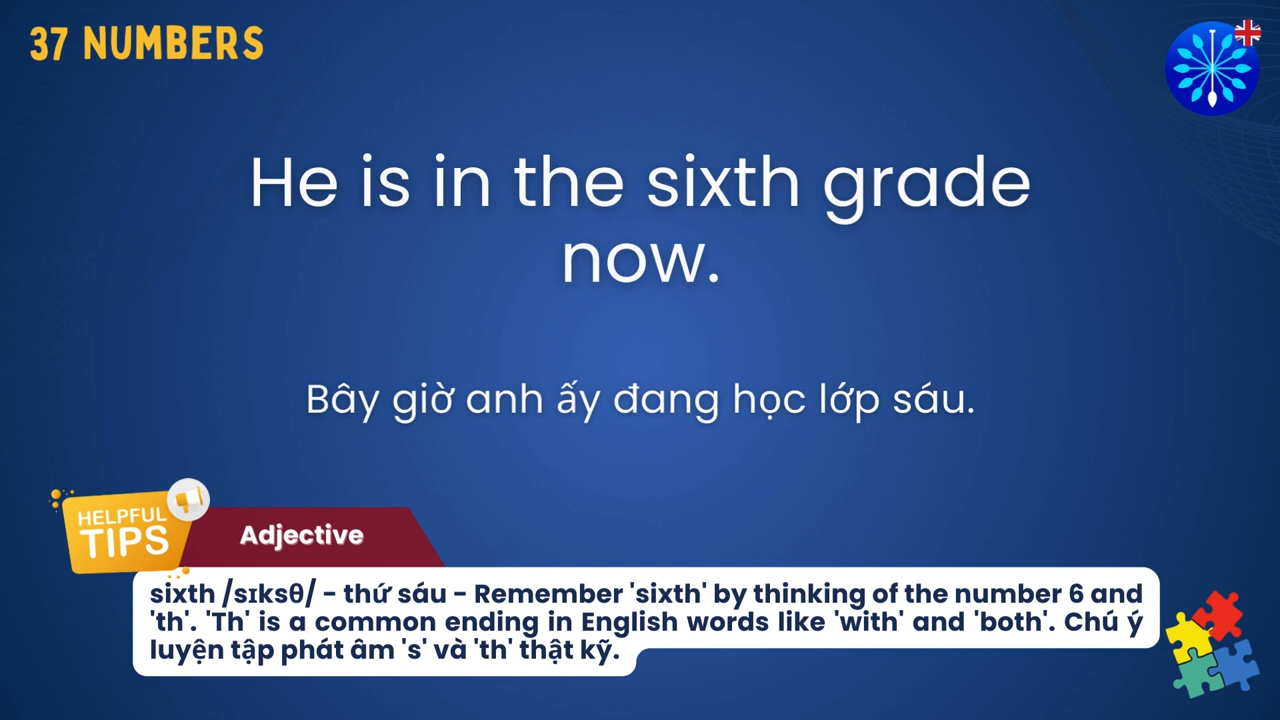 37 NUMBERS
He is in the sixth grade
now.
Bây giờ anh ấy đang học lớp sáu.
HELPFUL
TIPS
Adjective
sixth /sɪksθ/ - thứ sáu - Remember 'sixth' by thinking of the number 6 and
'th'. 'Th' is a common ending in English words like 'with' and 'both'. Chú ý
luyện tập phát âm 's' và 'th' thật kỹ.